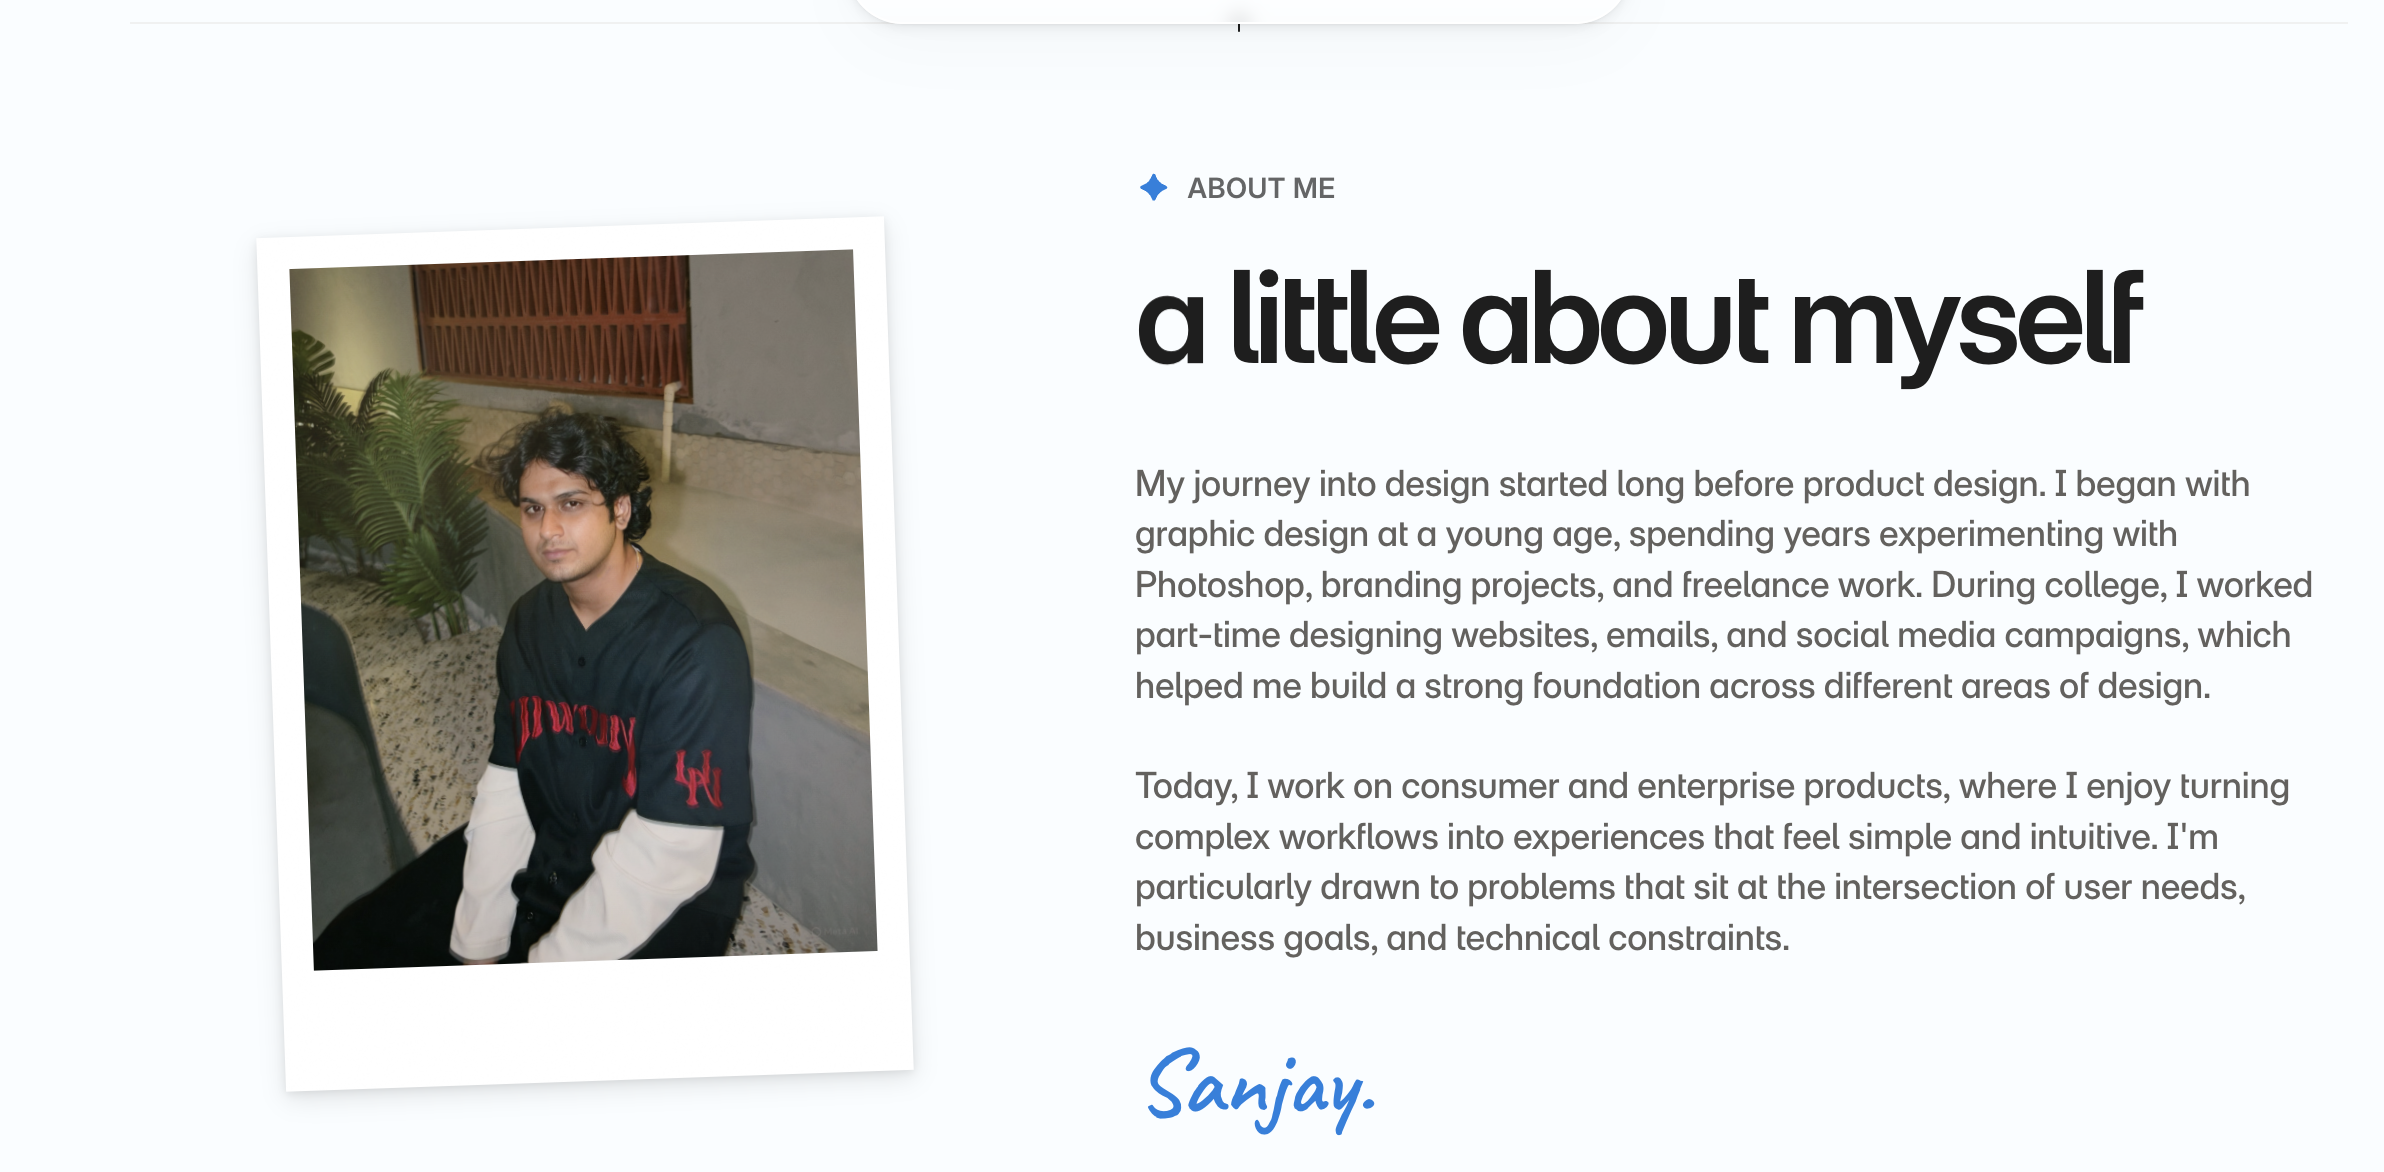 ABOUT ME
a little about myself
My journey into design started long before product design. I began with
graphic design at a young age, spending years experimenting with
Photoshop, branding projects, and freelance work. During college, I worked
part-time designing websites, emails, and social media campaigns, which
helped me build a strong foundation across different areas of design.
Today, I work on consumer and enterprise products, where I enjoy turning
complex workflows into experiences that feel simple and intuitive. I'm
particularly drawn to problems that sit at the intersection of user needs,
business goals, and technical constraints.
Sanjay.